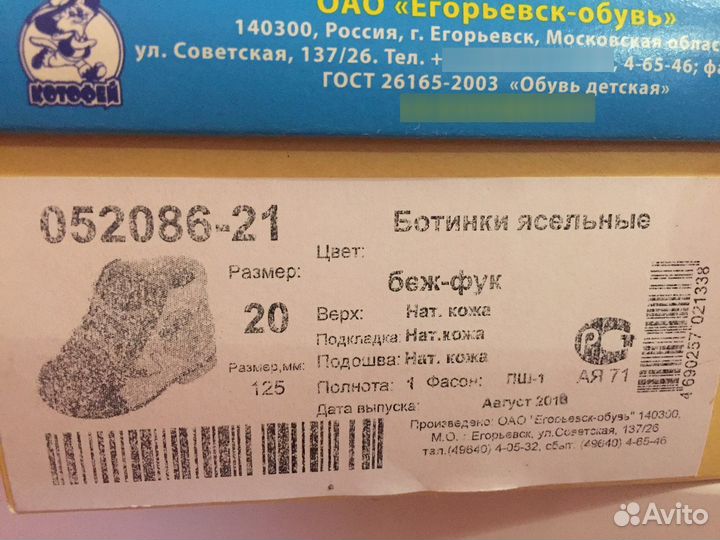 ОАО «Егорьевск-обувь»
140300, Россия, г. Егорьевск, Московская облас
ул. Советская, 137/26. Тел. +
, 4-65-46; фа
ГОСТ 26165-2003 «Обувь детская»
КОТОФЕЙ
052086-21
Ботинки ясельные
Цвет:
беж-фук
Размер:
20
Верх: Нат. кожа
Подкладка: Нат. кожа
Подошва: Нат. кожа
Размер,мм:
125
Полнота: 1 Фасон: ПШ-1
АЯ 71
Дата выпуска: Август
Произведено: ОАО "Егорьевск-обувь" 140300,
М.О.: Егорьевск, ул.Советская, 137/26
тал.(49640) 4-05-32, сбыт. (49640) 4-65-46
4 690257 021338
Avito